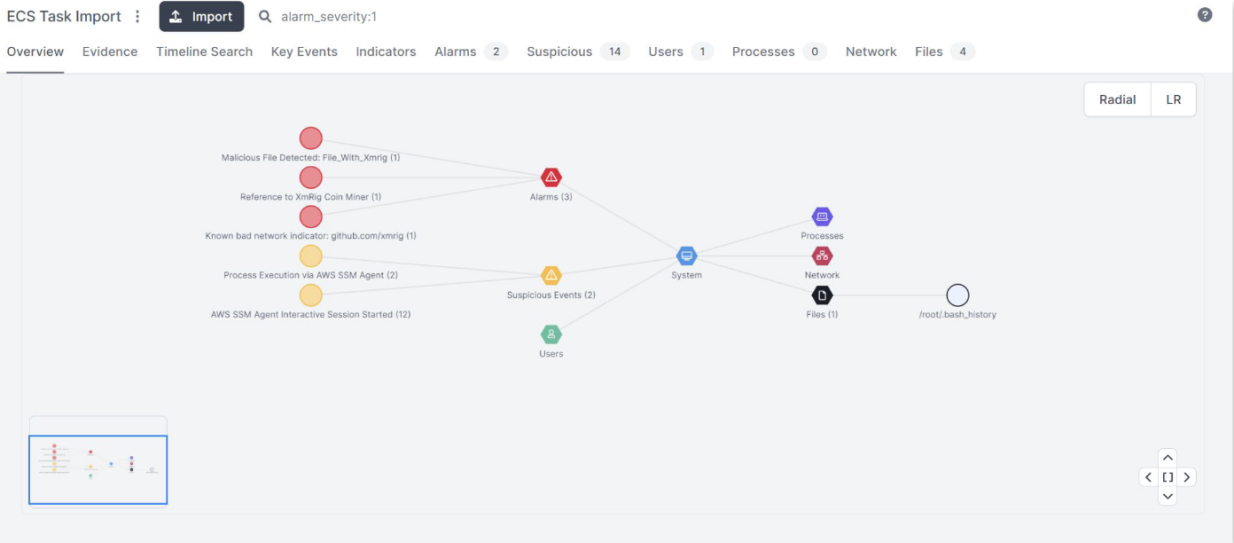 ECS Task Import Import alarm_severity:1
Overview Evidence Timeline Search Key Events Indicators Alarms 2 Suspicious 14 Users 1 Processes 0 Network Files 4
Radial LR
Malicious File Detected: File_With_Xmrig (1)
Reference to XmRig Coin Miner (1)
Alarms (3)
Known bad network indicator: github.com/xmrig (1)
Processes
Process Execution via AWS SSM Agent (2)
System
Network
Suspicious Events (2)
AWS SSM Agent Interactive Session Started (12)
Files (1)
/root/.bash_history
Users